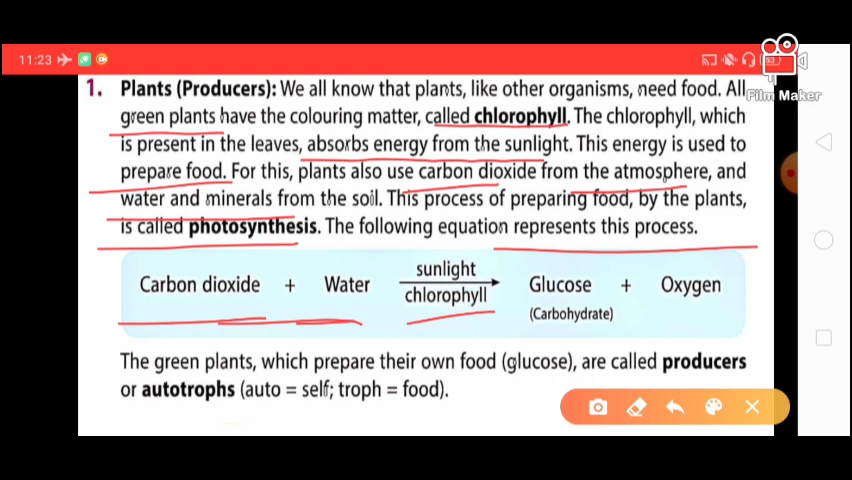 11:23
Film Maker
1. Plants (Producers): We all know that plants, like other organisms, need food. All
green plants have the colouring matter, called chlorophyll. The chlorophyll, which
is present in the leaves, absorbs energy from the sunlight. This energy is used to
prepare food. For this, plants also use carbon dioxide from the atmosphere, and
water and minerals from the soil. This process of preparing food, by the plants,
is called photosynthesis. The following equation represents this process.
sunlight
Carbon dioxide + Water Glucose + Oxygen
chlorophyll
(Carbohydrate)
The green plants, which prepare their own food (glucose), are called producers
or autotrophs (auto = self; troph = food).